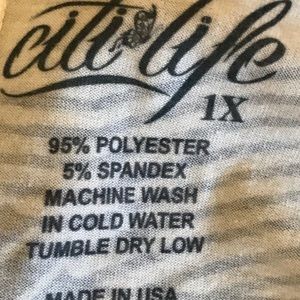 citi life
1X
95% POLYESTER
5% SPANDEX
MACHINE WASH
IN COLD WATER
TUMBLE DRY LOW
MADE IN USA